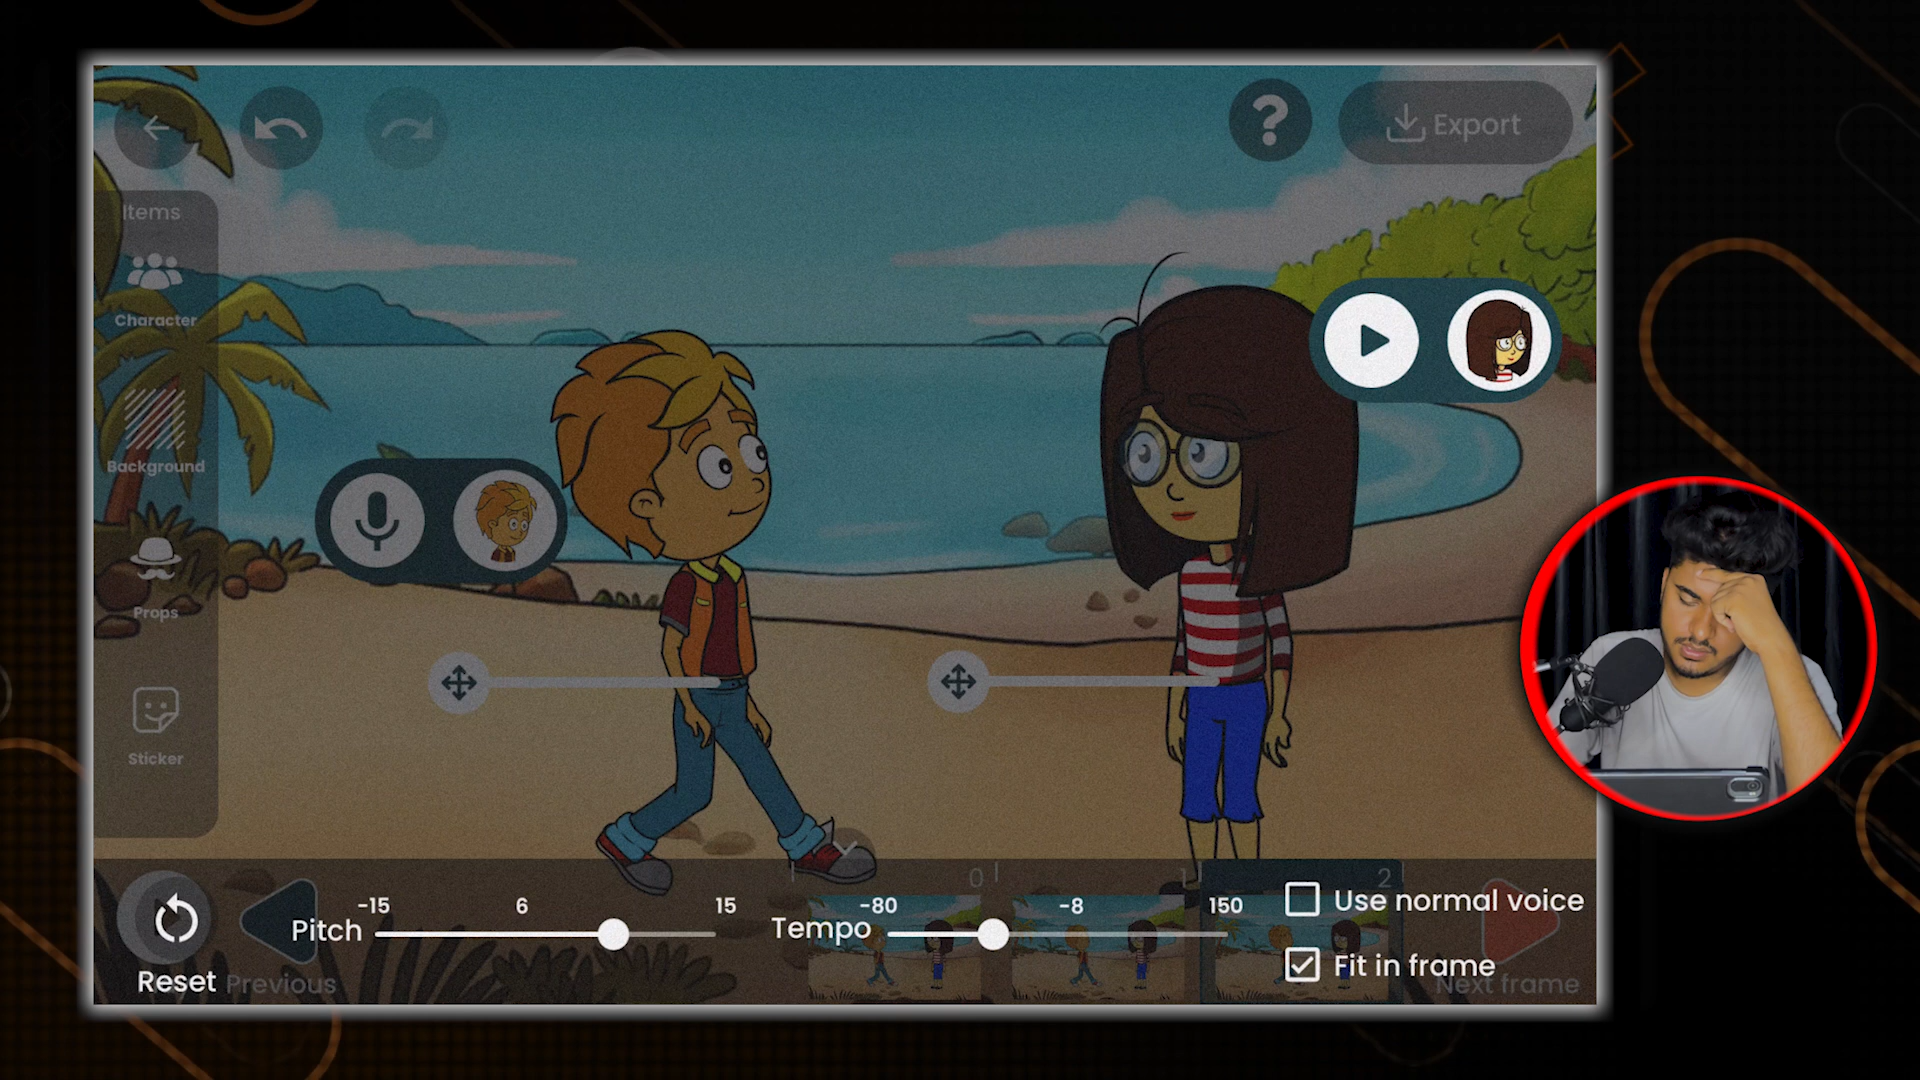 ?
Export
Items
Character
Background
Props
Sticker
0
1
2
-15 6 15
Pitch
-80 -8 150
Tempo
Use normal voice
Fit in frame
Reset
Previous
Next frame